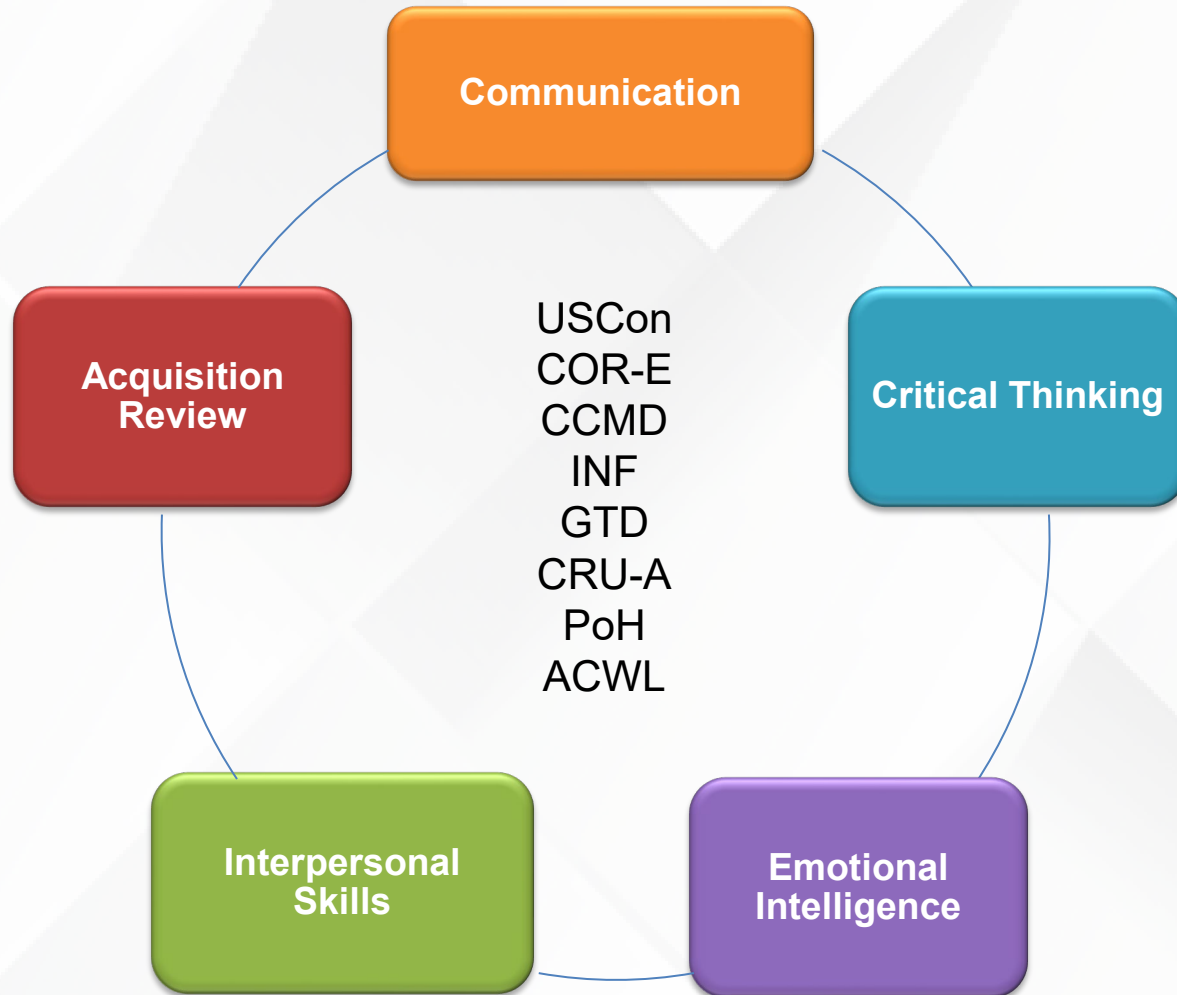 Communication
Acquisition
Review
Critical Thinking
USCon
COR-E
CCMD
INF
GTD
CRU-A
PoH
ACWL
Interpersonal
Skills
Emotional
Intelligence